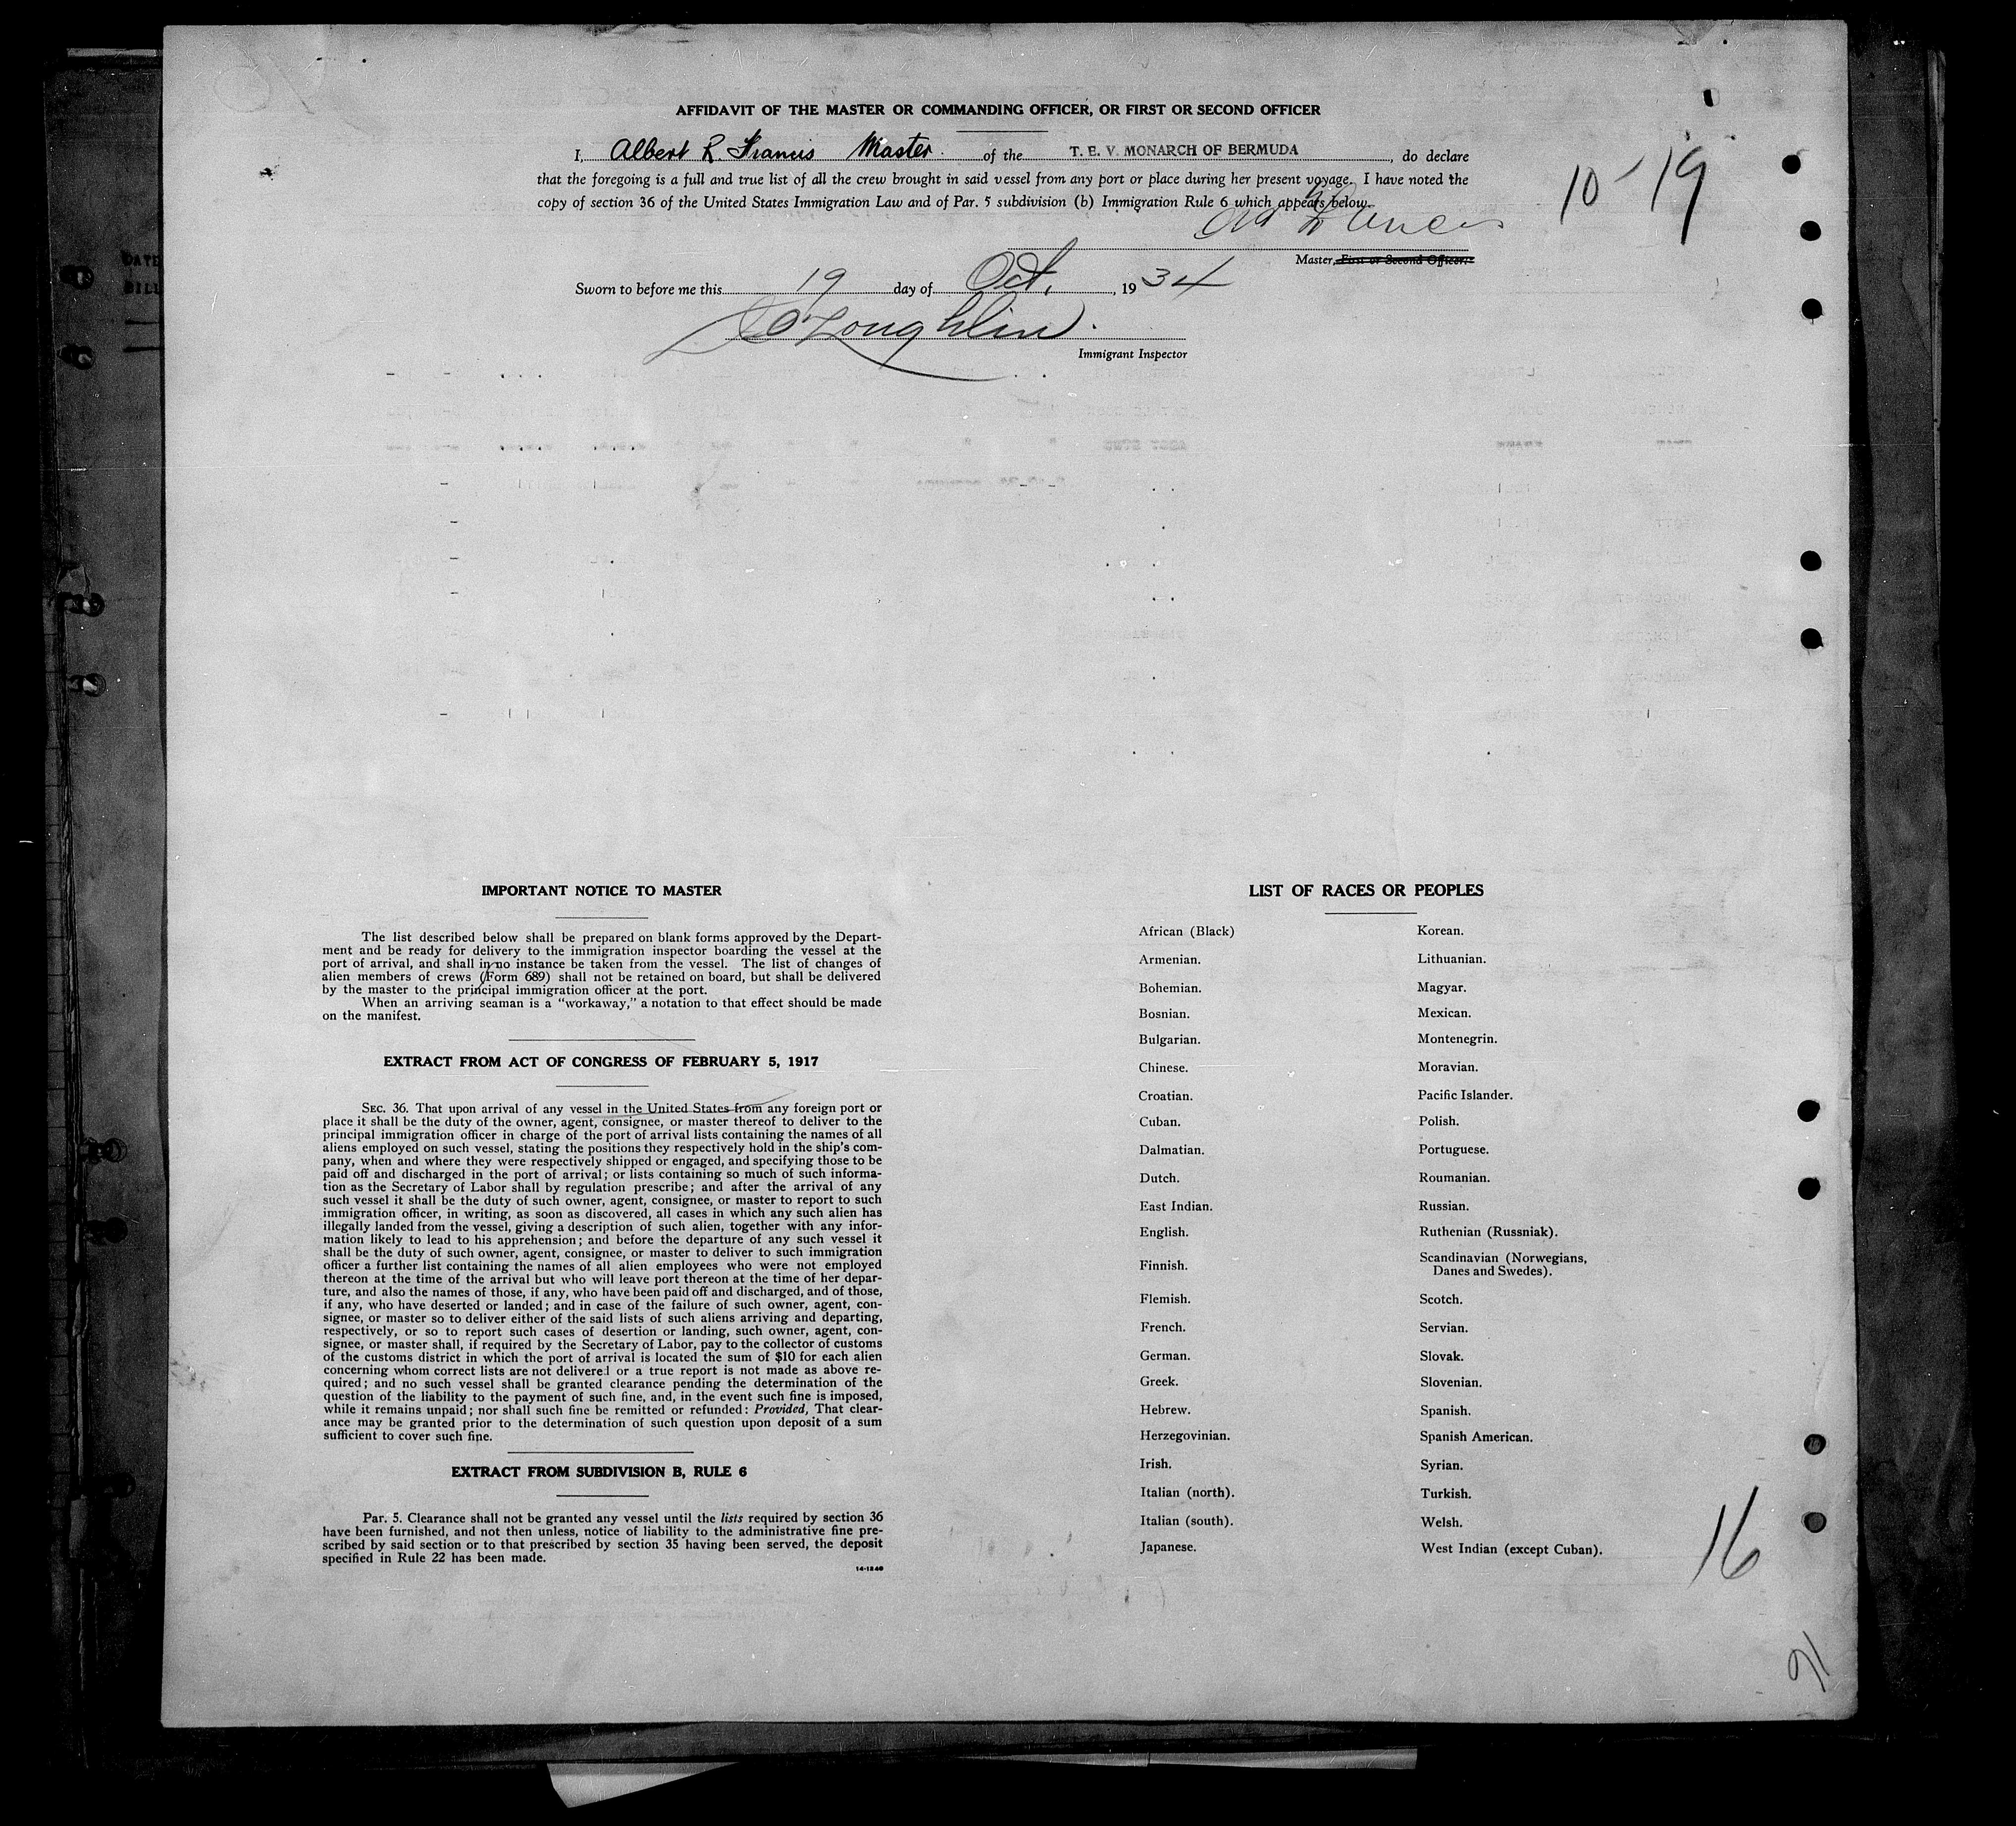 AFFIDAVIT OF THE MASTER OR COMMANDING OFFICER, OR FIRST OR SECOND OFFICER
I, Albert R. Francis Master of the T. E. V. MONARCH OF BERMUDA, do declare
that the foregoing is a full and true list of all the crew brought in said vessel from any port or place during her present voyage. I have noted the
copy of section 36 of the United States Immigration Law and of Par. 5 subdivision (b) Immigration Rule 6 which appears below.
10-19
Francis
Master, First or Second Officer.
Sworn to before me this 19 day of Oct. , 1934
O'Loughlin.
Immigrant Inspector
IMPORTANT NOTICE TO MASTER
The list described below shall be prepared on blank forms approved by the Depart-
ment and be ready for delivery to the immigration inspector boarding the vessel at the
port of arrival, and shall in no instance be taken from the vessel. The list of changes of
alien members of crews (Form 689) shall not be retained on board, but shall be delivered
by the master to the principal immigration officer at the port.
When an arriving seaman is a "workaway," a notation to that effect should be made
on the manifest.
EXTRACT FROM ACT OF CONGRESS OF FEBRUARY 5, 1917
SEC. 36. That upon arrival of any vessel in the United States from any foreign port or
place it shall be the duty of the owner, agent, consignee, or master thereof to deliver to the
principal immigration officer in charge of the port of arrival lists containing the names of all
aliens employed on such vessel, stating the positions they respectively hold in the ship's com-
pany, when and where they were respectively shipped or engaged, and specifying those to be
paid off and discharged in the port of arrival; or lists containing so much of such informa-
tion as the Secretary of Labor shall by regulation prescribe; and after the arrival of any
such vessel it shall be the duty of such owner, agent, consignee, or master to report to such
immigration officer, in writing, as soon as discovered, all cases in which any such alien has
illegally landed from the vessel, giving a description of such alien, together with any infor-
mation likely to lead to his apprehension; and before the departure of any such vessel it
shall be the duty of such owner, agent, consignee, or master to deliver to such immigration
officer a further list containing the names of all alien employees who were not employed
thereon at the time of the arrival but who will leave port thereon at the time of her depar-
ture, and also the names of those, if any, who have been paid off and discharged, and of those,
if any, who have deserted or landed; and in case of the failure of such owner, agent, con-
signee, or master so to deliver either of the said lists of such aliens arriving and departing,
respectively, or so to report such cases of desertion or landing, such owner, agent, con-
signee, or master shall, if required by the Secretary of Labor, pay to the collector of customs
of the customs district in which the port of arrival is located the sum of $10 for each alien
concerning whom correct lists are not delivered or a true report is not made as above re-
quired; and no such vessel shall be granted clearance pending the determination of the
question of the liability to the payment of such fine, and, in the event such fine is imposed,
while it remains unpaid; nor shall such fine be remitted or refunded: Provided, That clear-
ance may be granted prior to the determination of such question upon deposit of a sum
sufficient to cover such fine.
EXTRACT FROM SUBDIVISION B, RULE 6
Par. 5. Clearance shall not be granted any vessel until the lists required by section 36
have been furnished, and not then unless, notice of liability to the administrative fine pre-
scribed by said section or to that prescribed by section 35 having been served, the deposit
specified in Rule 22 has been made.
14-1240
LIST OF RACES OR PEOPLES
African (Black)
Armenian.
Bohemian.
Bosnian.
Bulgarian.
Chinese.
Croatian.
Cuban.
Dalmatian.
Dutch.
East Indian.
English.
Finnish.
Flemish.
French.
German.
Greek.
Hebrew.
Herzegovinian.
Irish.
Italian (north).
Italian (south).
Japanese.
Korean.
Lithuanian.
Magyar.
Mexican.
Montenegrin.
Moravian.
Pacific Islander.
Polish.
Portuguese.
Roumanian.
Russian.
Ruthenian (Russniak).
Scandinavian (Norwegians,
Danes and Swedes).
Scotch.
Servian.
Slovak.
Slovenian.
Spanish.
Spanish American.
Syrian.
Turkish.
Welsh.
West Indian (except Cuban).
16
91